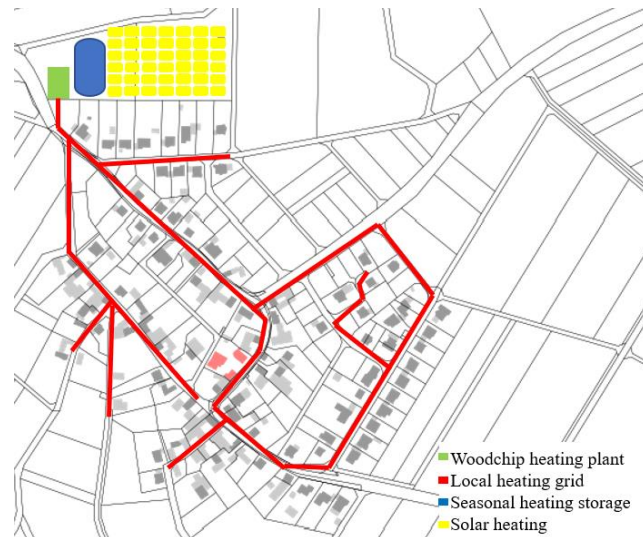 Woodchip heating plant
Local heating grid
Seasonal heating storage
Solar heating